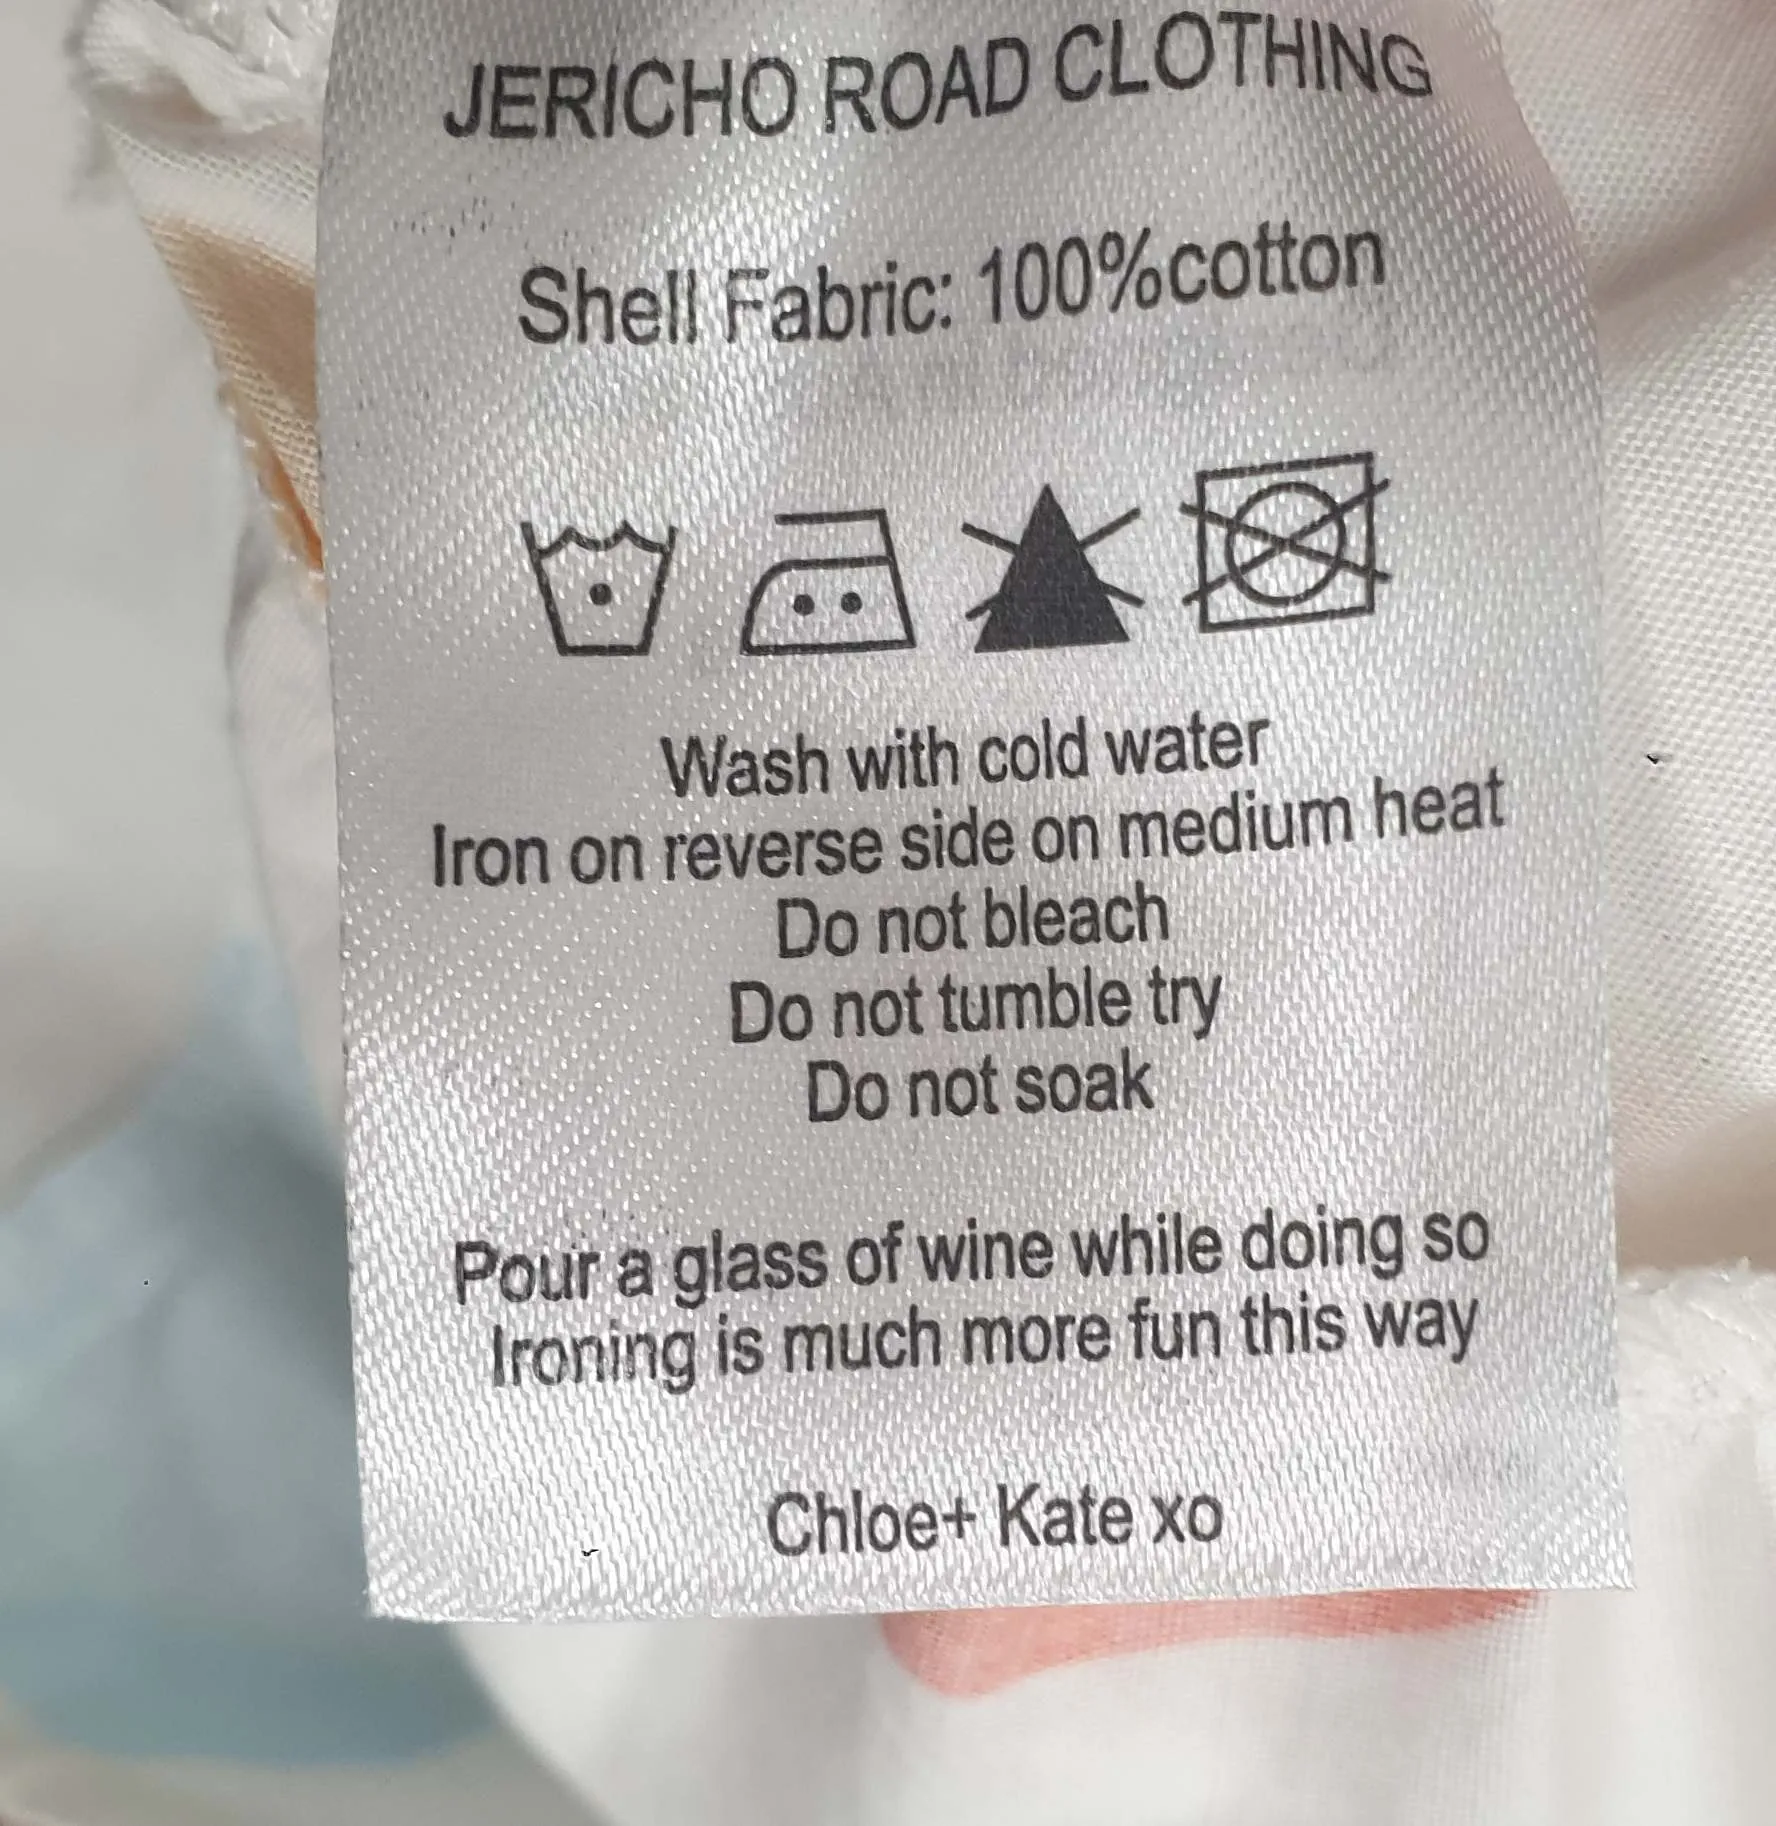 JERICHO ROAD CLOTHING
Shell Fabric: 100%cotton
Wash with cold water
Iron on reverse side on medium heat
Do not bleach
Do not tumble try
Do not soak
Pour a glass of wine while doing so
Ironing is much more fun this way
Chloe+ Kate xo